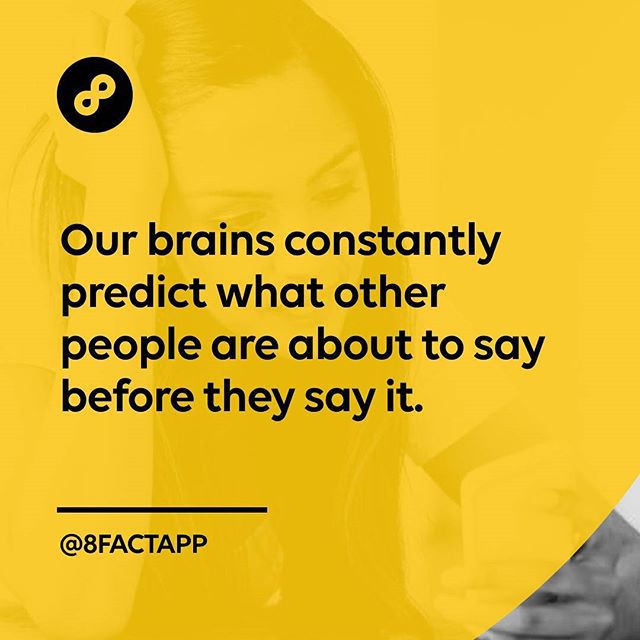 Our brains constantly
predict what other
people are about to say
before they say it.
@8FACTAPP